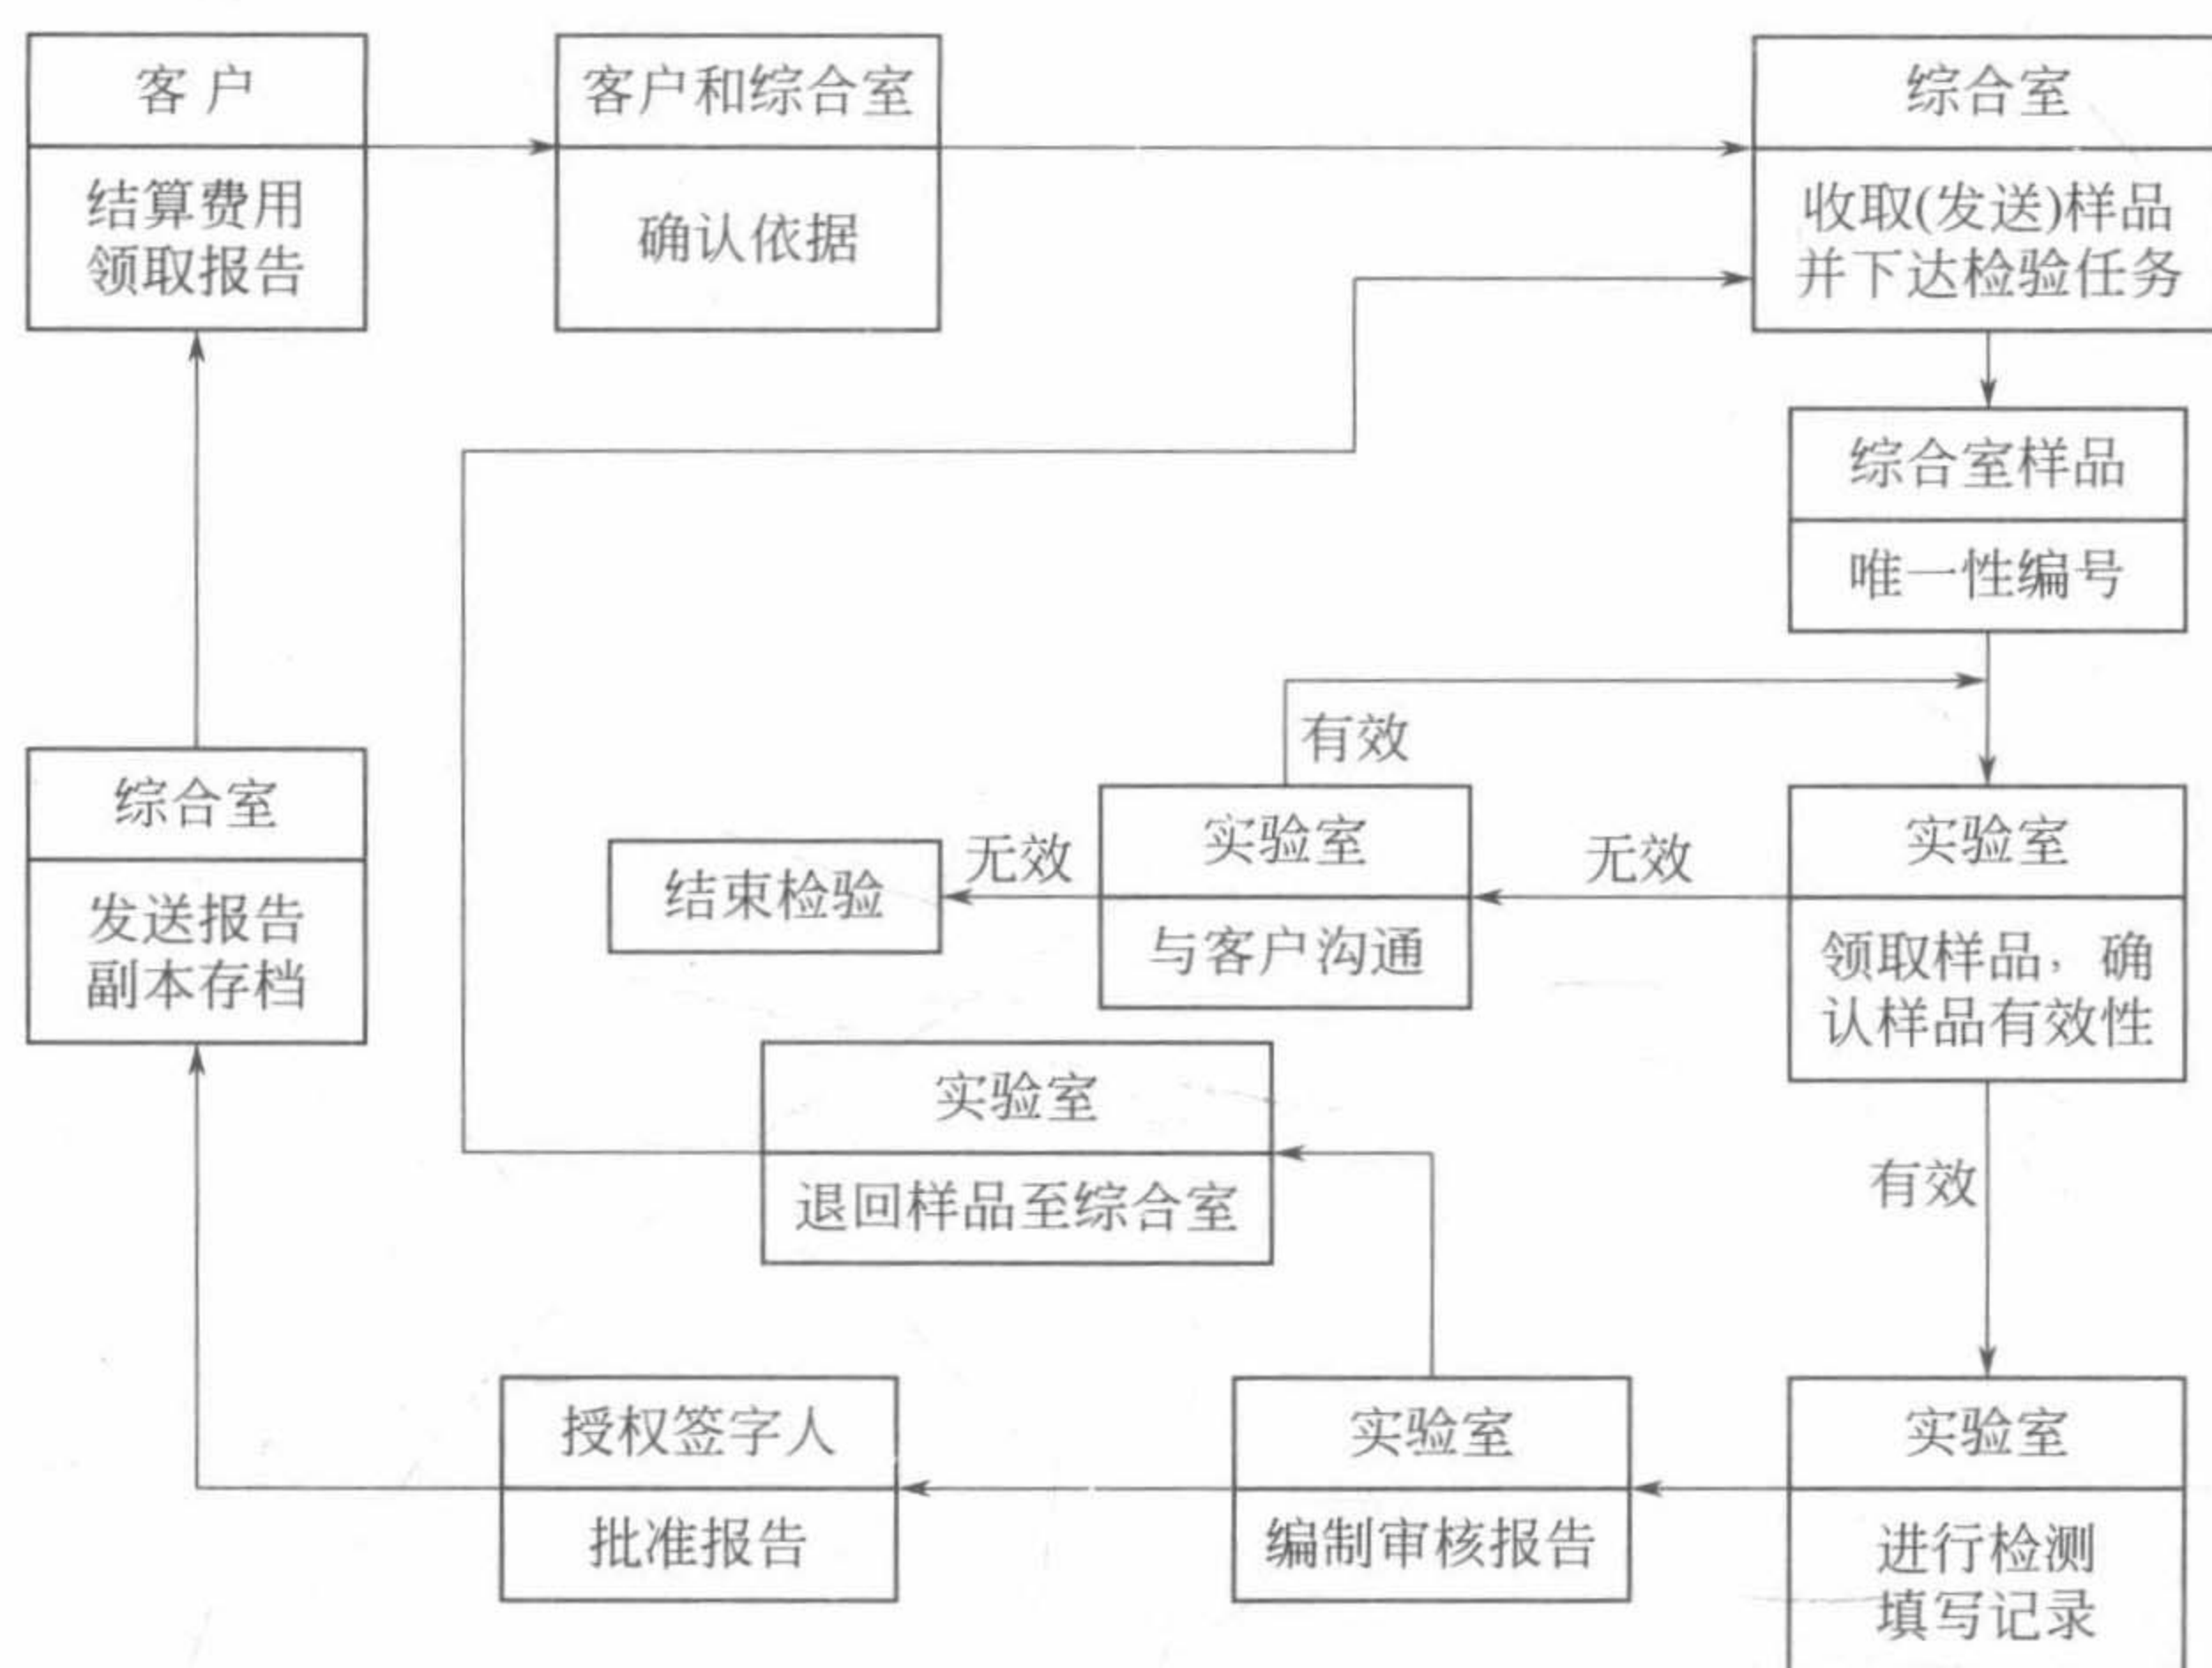 客户
结算费用
领取报告
客户和综合室
确认依据
综合室
收取(发送)样品
并下达检验任务
综合室样品
唯一性编号
有效
综合室
发送报告
副本存档
结束检验
无效
实验室
与客户沟通
无效
实验室
领取样品，确
认样品有效性
实验室
退回样品至综合室
有效
授权签字人
批准报告
实验室
编制审核报告
实验室
进行检测
填写记录